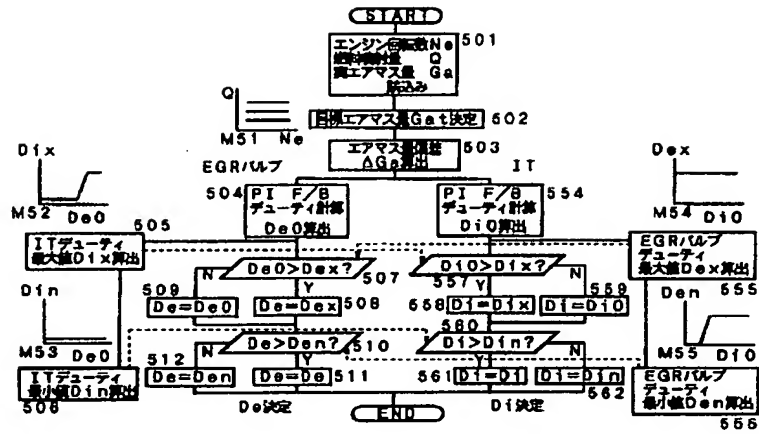 START
エンジン回転数Ne
燃料噴射量 Q
実エアマス量 Ga
読込み
501
Q
M51 Ne
目標エアマス量Gat決定
502
エアマス量偏差
ΔGa算出
503
EGRバルブ
IT
Dix
M52 De0
504
PI F/B
デューティ計算
De0算出
PI F/B
デューティ計算
Di0算出
554
Dex
M54 Di0
505
ITデューティ
最大値Dix算出
De0>Dex?
507
Di0>Dix?
557
EGRバルブ
デューティ
最大値Dex算出
555
Din
M53 De0
509
N
Y
De=De0
De=Dex
508
Y
N
558
Di=Dix
559
Di=Di0
Den
M55 Di0
De>Den?
510
560
Di>Din?
512
N
Y
De=Den
De=De
511
Y
N
561
Di=Di
Di=Din
562
ITデューティ
最小値Din算出
506
EGRバルブ
デューティ
最小値Den算出
556
De決定
Di決定
END